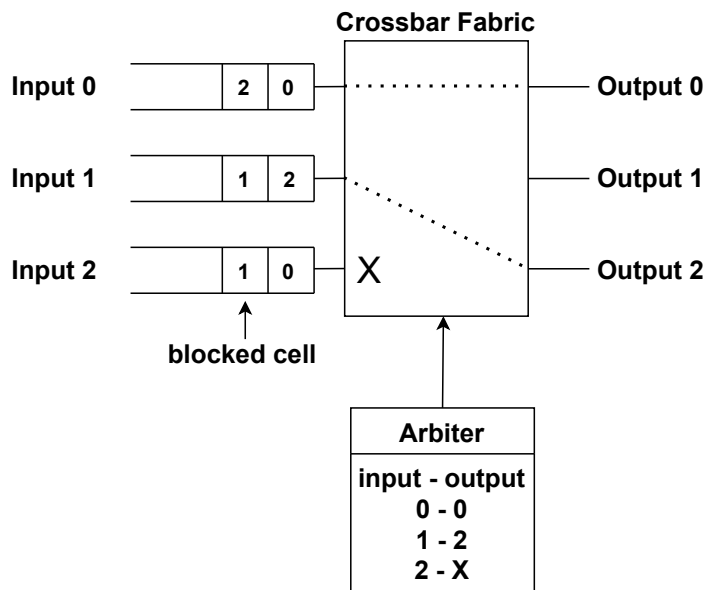 Crossbar Fabric
Input 0 2 0 Output 0
Input 1 1 2 Output 1
Input 2 1 0 X Output 2
blocked cell
Arbiter
input - output
0 - 0
1 - 2
2 - X